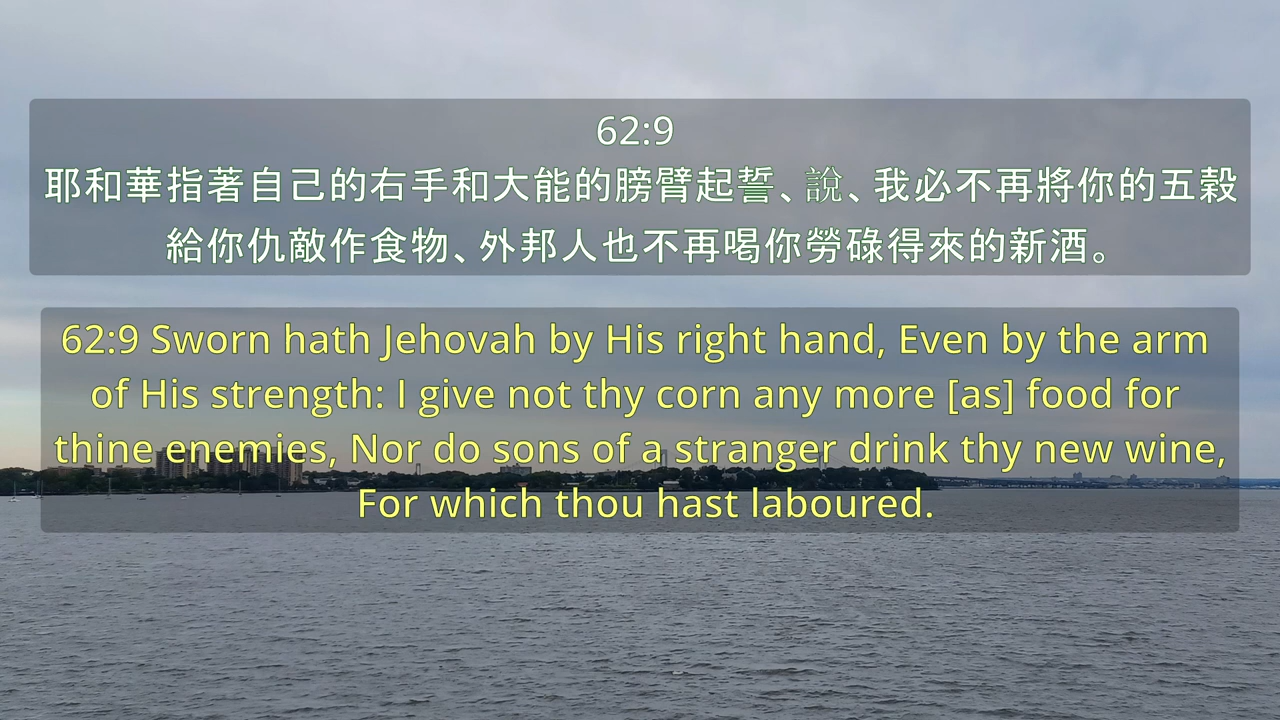 62:9
耶和華指著自己的右手和大能的膀臂起誓、說、我必不再將你的五榖
給你仇敵作食物、外邦人也不再喝你勞碌得來的新酒。
62:9 Sworn hath Jehovah by His right hand, Even by the arm
of His strength: I give not thy corn any more [as] food for
thine enemies, Nor do sons of a stranger drink thy new wine,
For which thou hast laboured.